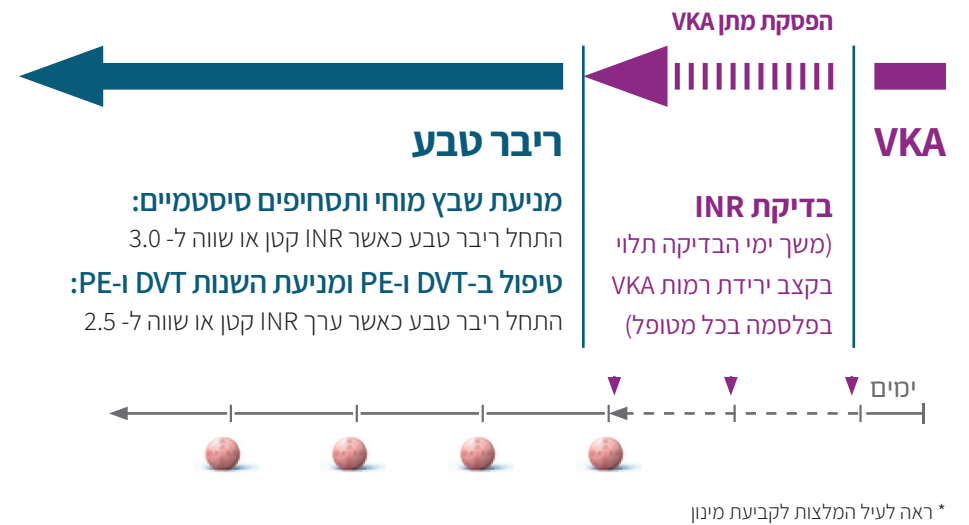 הפסקת מתן VKA
VKA
בדיקת INR
(משך ימי הבדיקה תלוי
בקצב ירידת רמות VKA
בפלסמה בכל מטופל)
ריבר טבע
מניעת שבץ מוחי ותסחיפים סיסטמיים:
התחל ריבר טבע כאשר INR קטן או שווה ל- 3.0
טיפול ב-DVT ו-PE ומניעת השנות DVT ו-PE:
התחל ריבר טבע כאשר ערך INR קטן או שווה ל- 2.5
ימים
* ראה לעיל המלצות לקביעת מינון